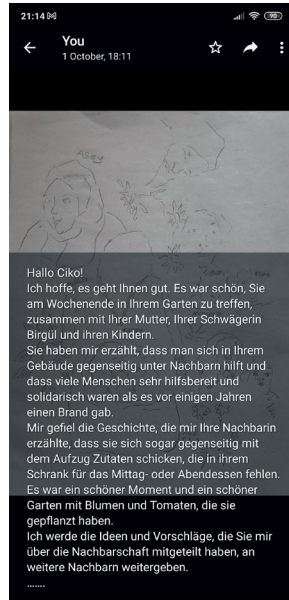 21:14
90
You
1 October, 18:11
Asay
Hallo Ciko!
Ich hoffe, es geht Ihnen gut. Es war schön, Sie
am Wochenende in Ihrem Garten zu treffen,
zusammen mit Ihrer Mutter, Ihrer Schwägerin
Birgül und ihren Kindern.
Sie haben mir erzählt, dass man sich in Ihrem
Gebäude gegenseitig unter Nachbarn hilft und
dass viele Menschen sehr hilfsbereit und
solidarisch waren als es vor einigen Jahren
einen Brand gab.
Mir gefiel die Geschichte, die mir Ihre Nachbarin
erzählte, dass sie sich sogar gegenseitig mit
dem Aufzug Zutaten schicken, die in ihrem
Schrank für das Mittag- oder Abendessen fehlen.
Es war ein schöner Moment und ein schöner
Garten mit Blumen und Tomaten, die sie
gepflanzt haben.
Ich werde die Ideen und Vorschläge, die Sie mir
über die Nachbarschaft mitgeteilt haben, an
weitere Nachbarn weitergeben.
.......